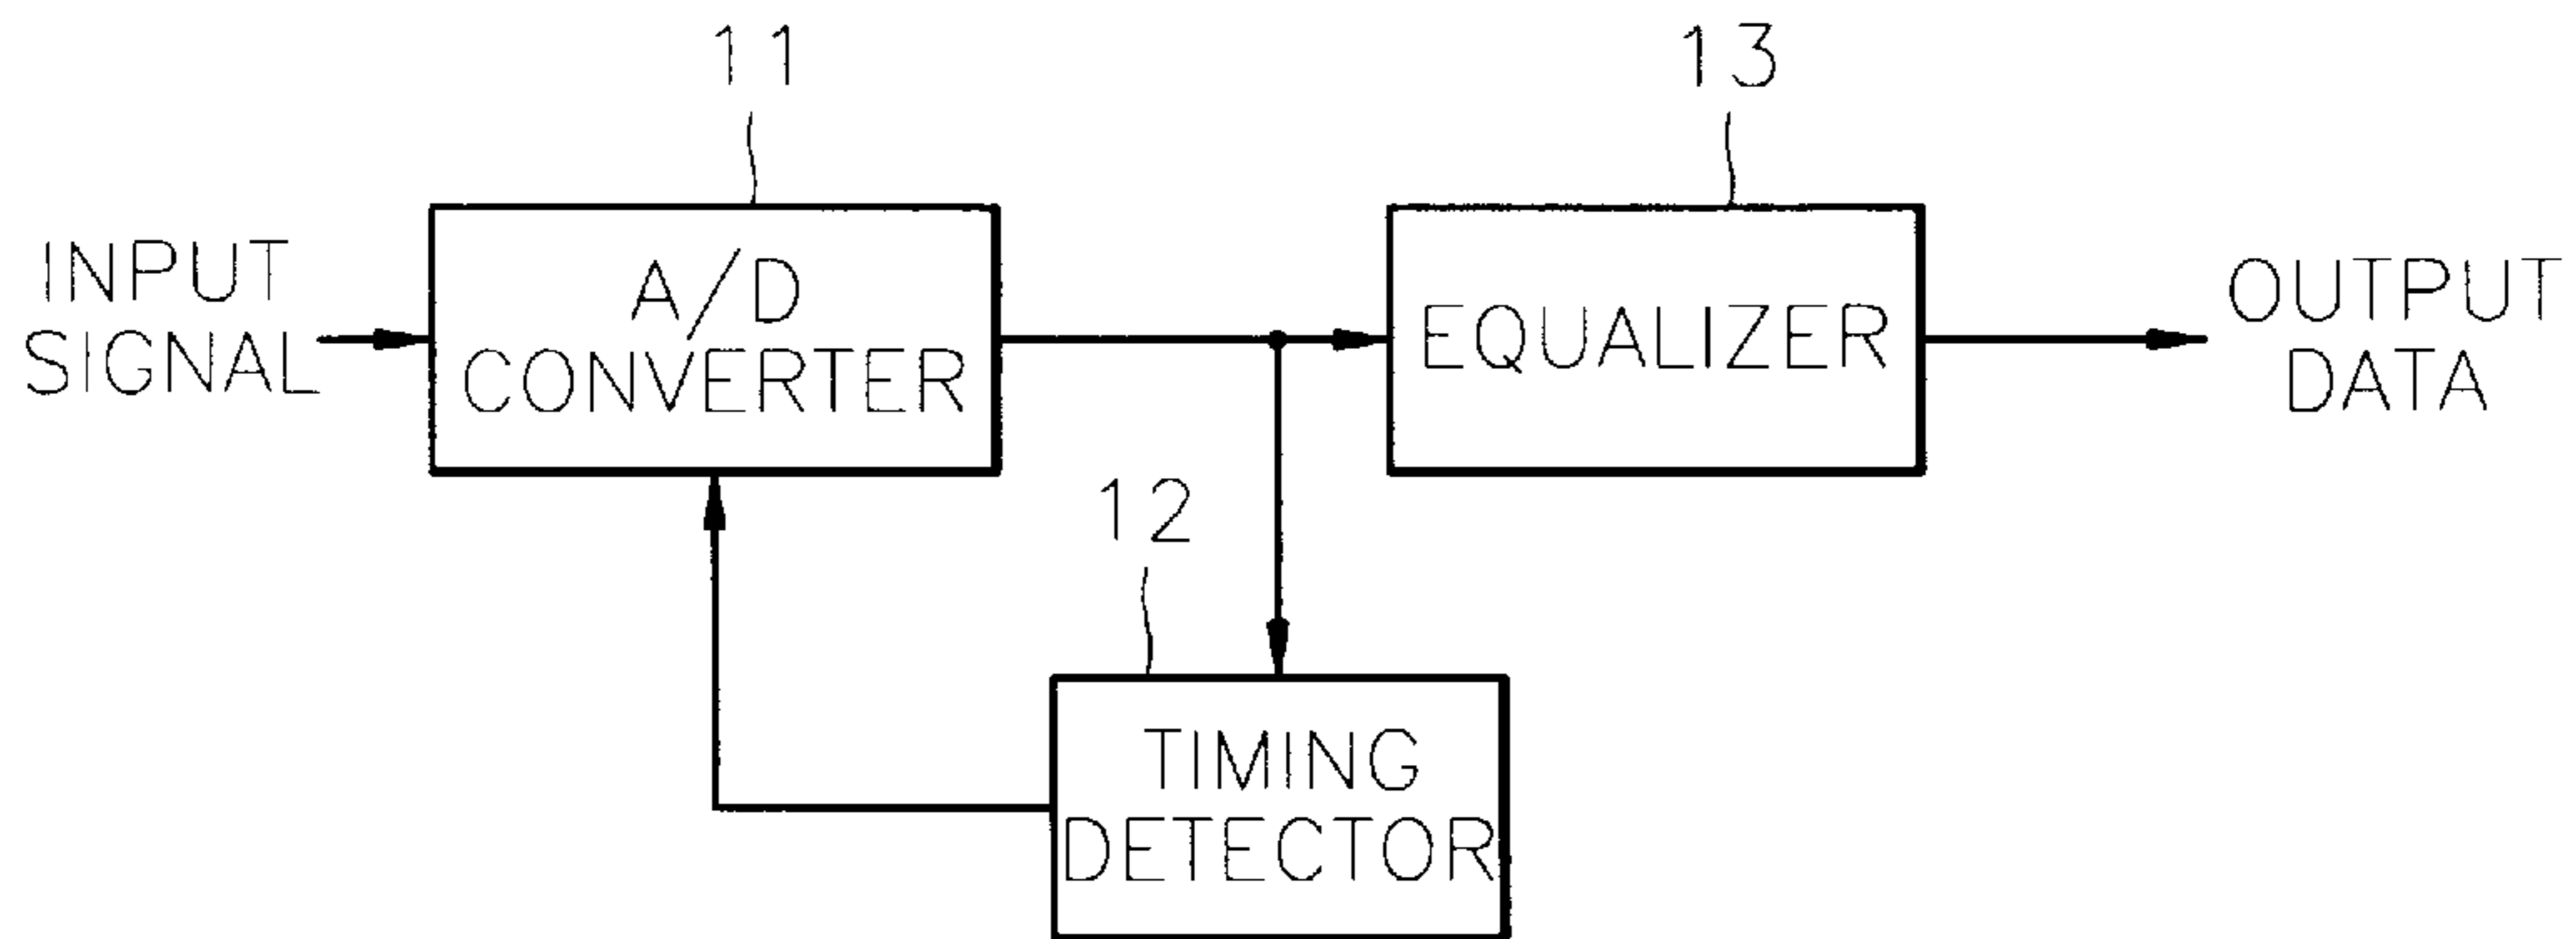 11
13
INPUT
SIGNAL
A/D
CONVERTER
EQUALIZER
OUTPUT
DATA
12
TIMING
DETECTOR